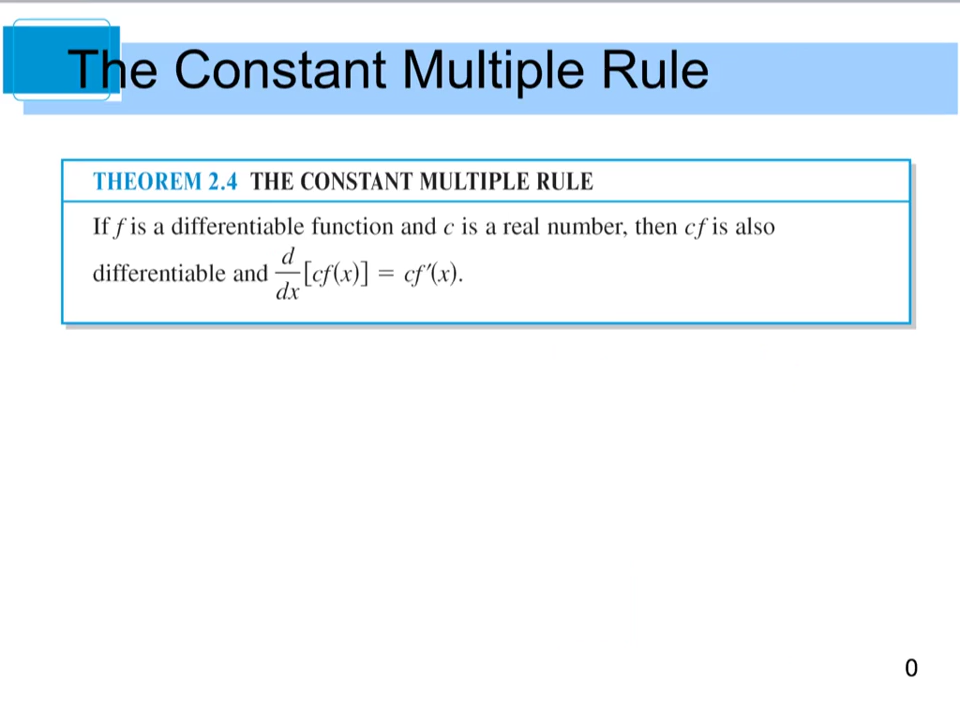 The Constant Multiple Rule
THEOREM 2.4 THE CONSTANT MULTIPLE RULE
If f is a differentiable function and c is a real number, then cf is also
differentiable and d/dx [cf(x)] = cf′(x).
0